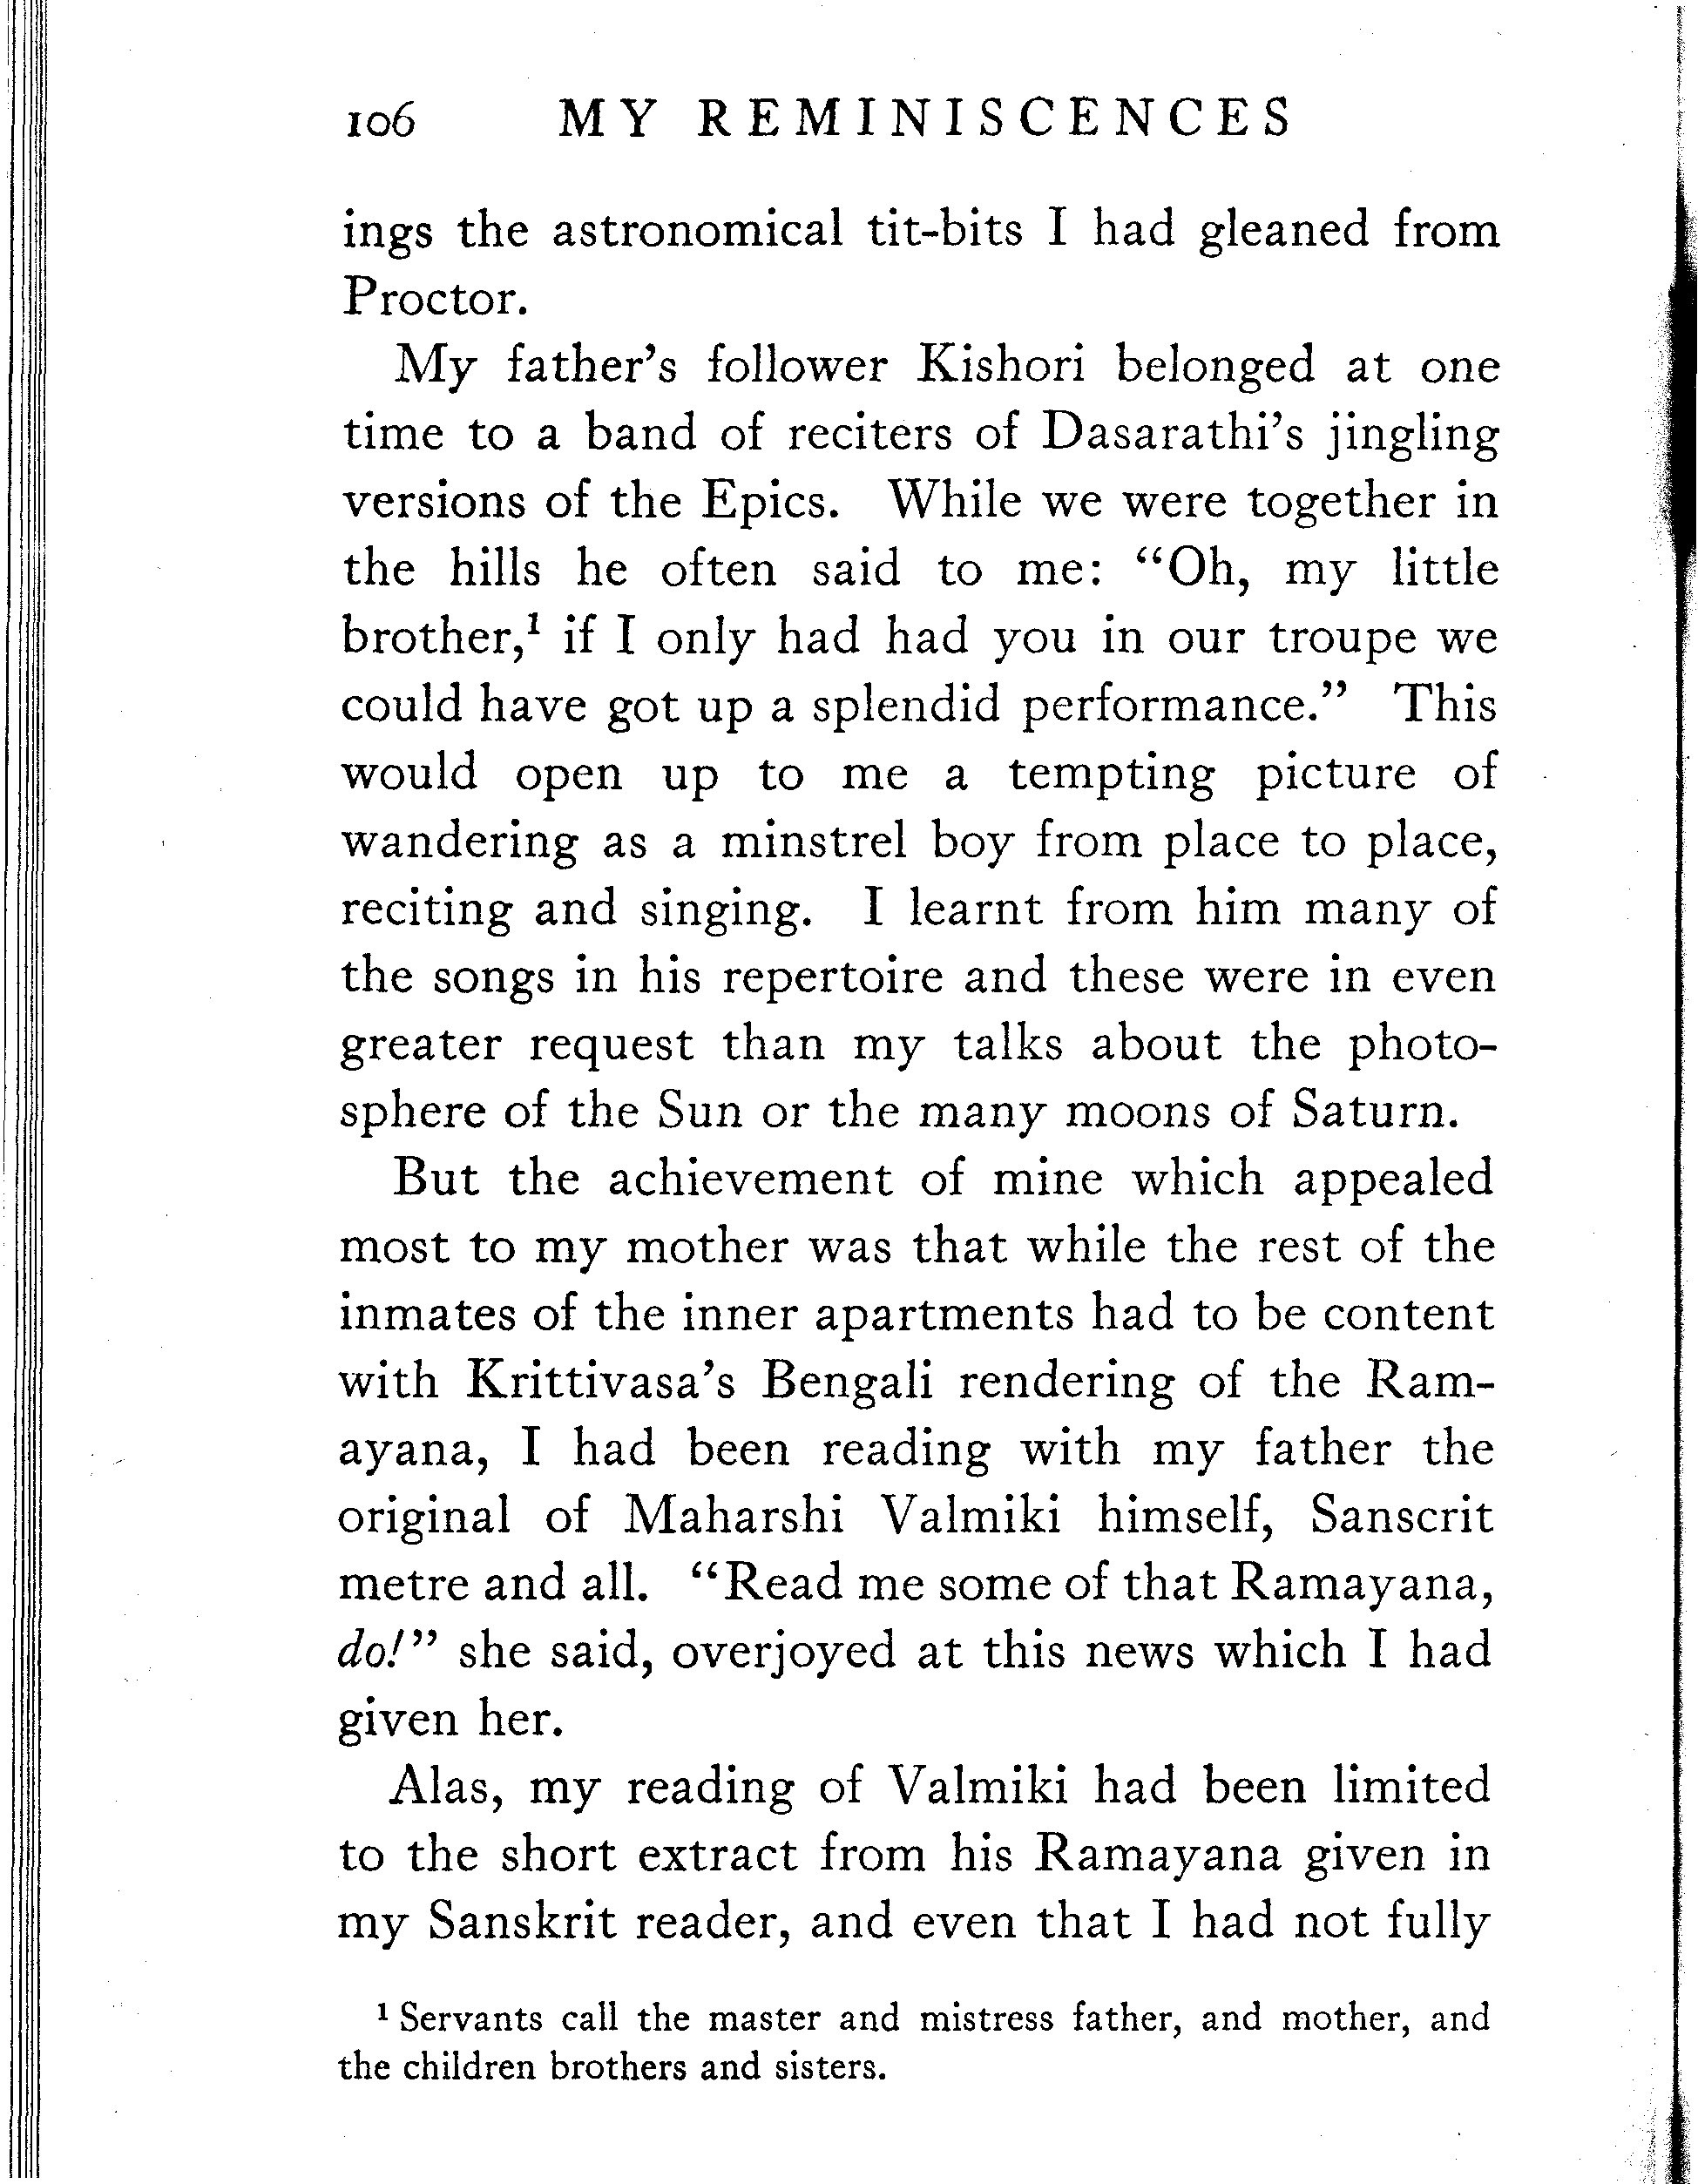 106 MY REMINISCENCES
ings the astronomical tit-bits I had gleaned from
Proctor.
My father's follower Kishori belonged at one
time to a band of reciters of Dasarathi's jingling
versions of the Epics. While we were together in
the hills he often said to me: “Oh, my little
brother,¹ if I only had had you in our troupe we
could have got up a splendid performance.” This
would open up to me a tempting picture of
wandering as a minstrel boy from place to place,
reciting and singing. I learnt from him many of
the songs in his repertoire and these were in even
greater request than my talks about the photo-
sphere of the Sun or the many moons of Saturn.
But the achievement of mine which appealed
most to my mother was that while the rest of the
inmates of the inner apartments had to be content
with Krittivasa's Bengali rendering of the Ram-
ayana, I had been reading with my father the
original of Maharshi Valmiki himself, Sanscrit
metre and all. “Read me some of that Ramayana,
do!” she said, overjoyed at this news which I had
given her.
Alas, my reading of Valmiki had been limited
to the short extract from his Ramayana given in
my Sanskrit reader, and even that I had not fully
¹ Servants call the master and mistress father, and mother, and
the children brothers and sisters.